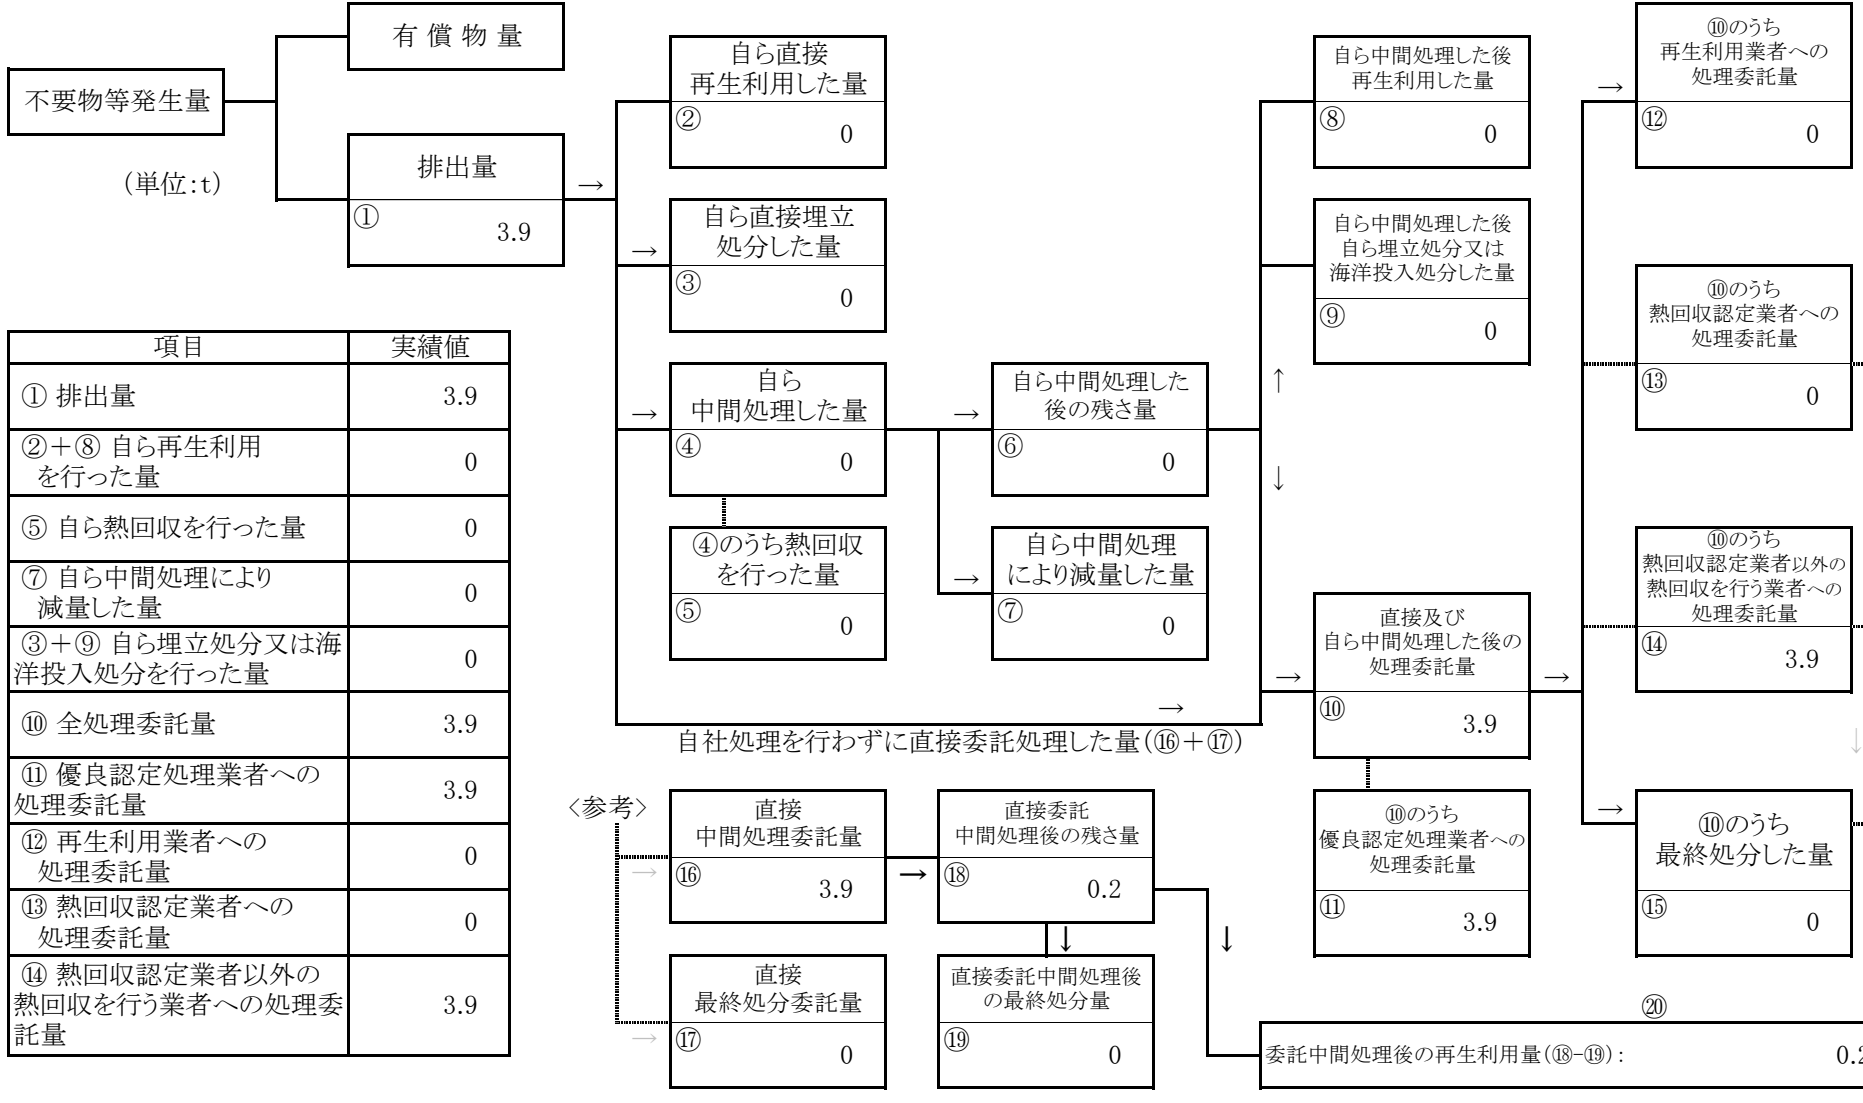 有 償 物 量
不要物等発生量
(単位:t)
排出量
①
3.9
→
自ら直接
再生利用した量
②
0
→
自ら直接埋立
処分した量
③
0
→
自ら
中間処理した量
④
0
④のうち熱回収
を行った量
⑤
0
→
自ら中間処理した
後の残さ量
⑥
0
→
自ら中間処理
により減量した量
⑦
0
↑
↓
自ら中間処理した後
再生利用した量
⑧
0
自ら中間処理した後
自ら埋立処分又は
海洋投入処分した量
⑨
0
→
自社処理を行わずに直接委託処理した量(⑯+⑰)
→
直接及び
自ら中間処理した後の
処理委託量
⑩
3.9
⑩のうち
優良認定処理業者への
処理委託量
⑪
3.9
→
→
⑩のうち
再生利用業者への
処理委託量
⑫
0
⑩のうち
熱回収認定業者への
処理委託量
⑬
0
⑩のうち
熱回収認定業者以外の
熱回収を行う業者への
処理委託量
⑭
3.9
↓
→
⑩のうち
最終処分した量
⑮
0
項目 実績値
① 排出量 3.9
②+⑧ 自ら再生利用
を行った量 0
⑤ 自ら熱回収を行った量 0
⑦ 自ら中間処理により
減量した量 0
③+⑨ 自ら埋立処分又は海
洋投入処分を行った量 0
⑩ 全処理委託量 3.9
⑪ 優良認定処理業者への
処理委託量 3.9
⑫ 再生利用業者への
処理委託量 0
⑬ 熱回収認定業者への
処理委託量 0
⑭ 熱回収認定業者以外の
熱回収を行う業者への処理委
託量 3.9
〈参考〉
→
直接
中間処理委託量
⑯
3.9
→
直接委託
中間処理後の残さ量
⑱
0.2
↓
↓
→
直接
最終処分委託量
⑰
0
直接委託中間処理後
の最終処分量
⑲
0
⑳
委託中間処理後の再生利用量(⑱-⑲):
0.2